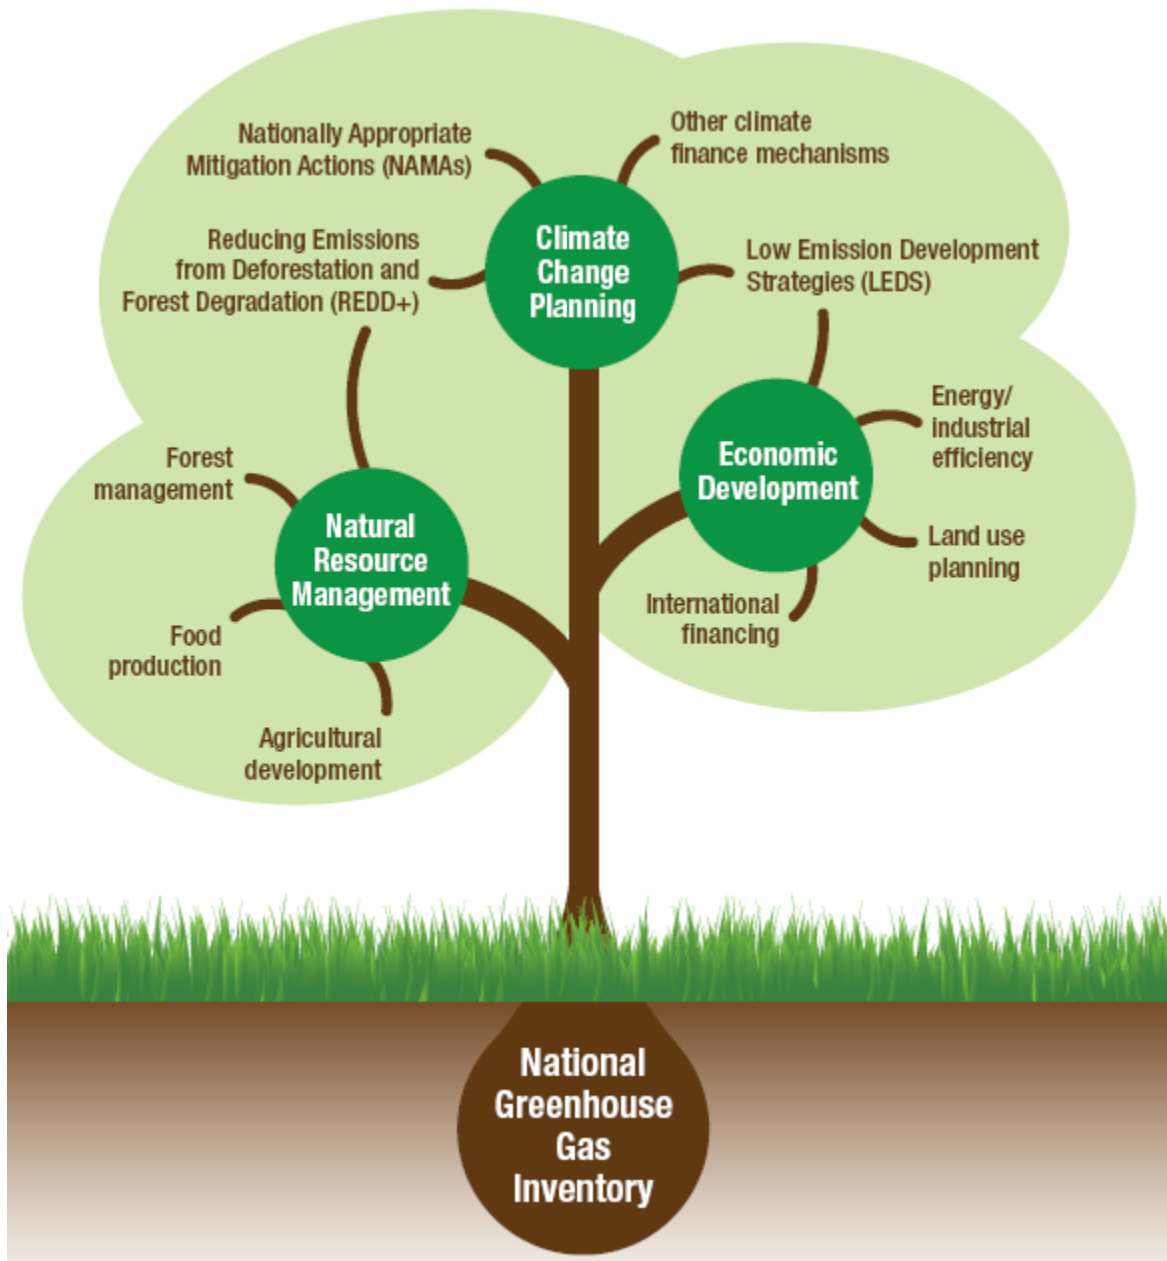 Nationally Appropriate
Mitigation Actions (NAMAs)
Other climate
finance mechanisms
Reducing Emissions
from Deforestation and
Forest Degradation (REDD+)
Climate
Change
Planning
Low Emission Development
Strategies (LEDS)
Energy/
industrial
efficiency
Economic
Development
Land use
planning
International
financing
Forest
management
Natural
Resource
Management
Food
production
Agricultural
development
National
Greenhouse
Gas
Inventory